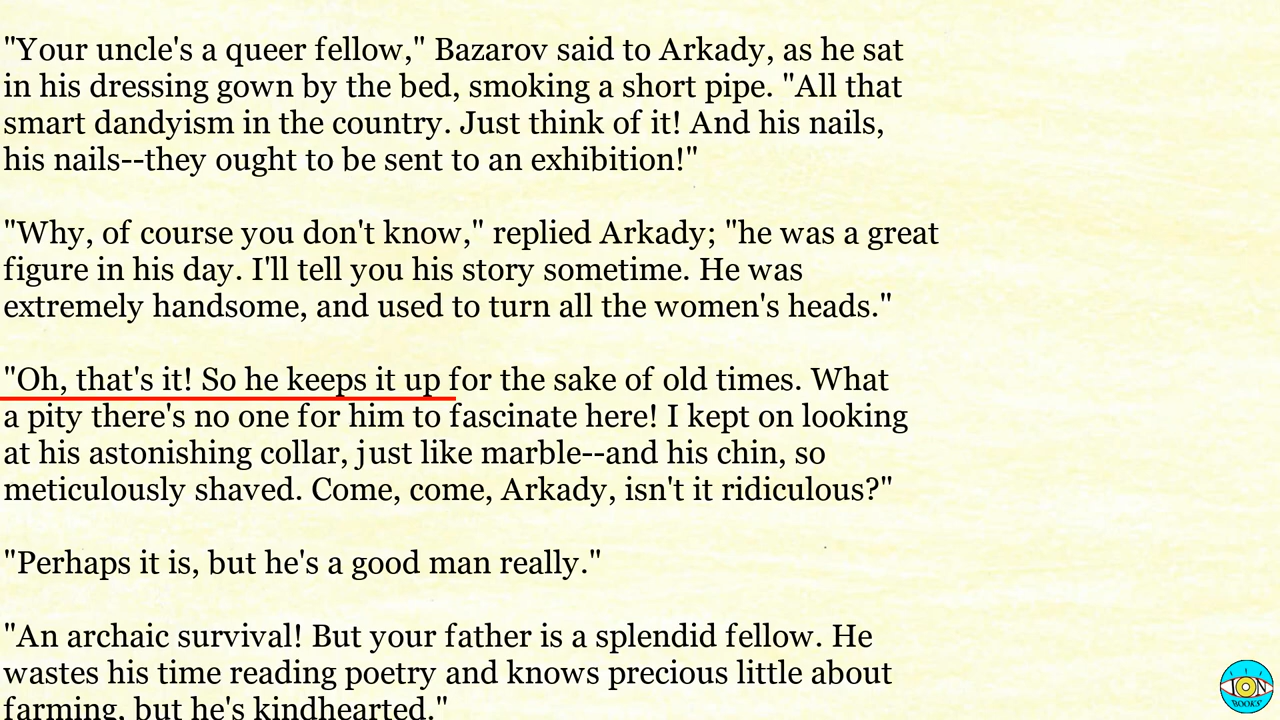 "Your uncle's a queer fellow," Bazarov said to Arkady, as he sat
in his dressing gown by the bed, smoking a short pipe. "All that
smart dandyism in the country. Just think of it! And his nails,
his nails--they ought to be sent to an exhibition!"
"Why, of course you don't know," replied Arkady; "he was a great
figure in his day. I'll tell you his story sometime. He was
extremely handsome, and used to turn all the women's heads."
"Oh, that's it! So he keeps it up for the sake of old times. What
a pity there's no one for him to fascinate here! I kept on looking
at his astonishing collar, just like marble--and his chin, so
meticulously shaved. Come, come, Arkady, isn't it ridiculous?"
"Perhaps it is, but he's a good man really."
"An archaic survival! But your father is a splendid fellow. He
wastes his time reading poetry and knows precious little about
farming, but he's kindhearted."
ION
BOOKS